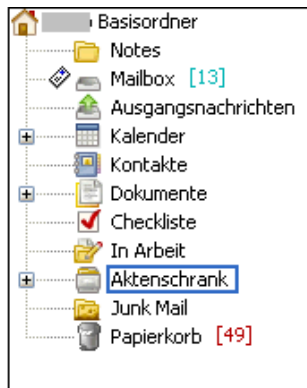 Basisordner
Notes
Mailbox [13]
Ausgangsnachrichten
Kalender
Kontakte
Dokumente
Checkliste
In Arbeit
Aktenschrank
Junk Mail
Papierkorb [49]